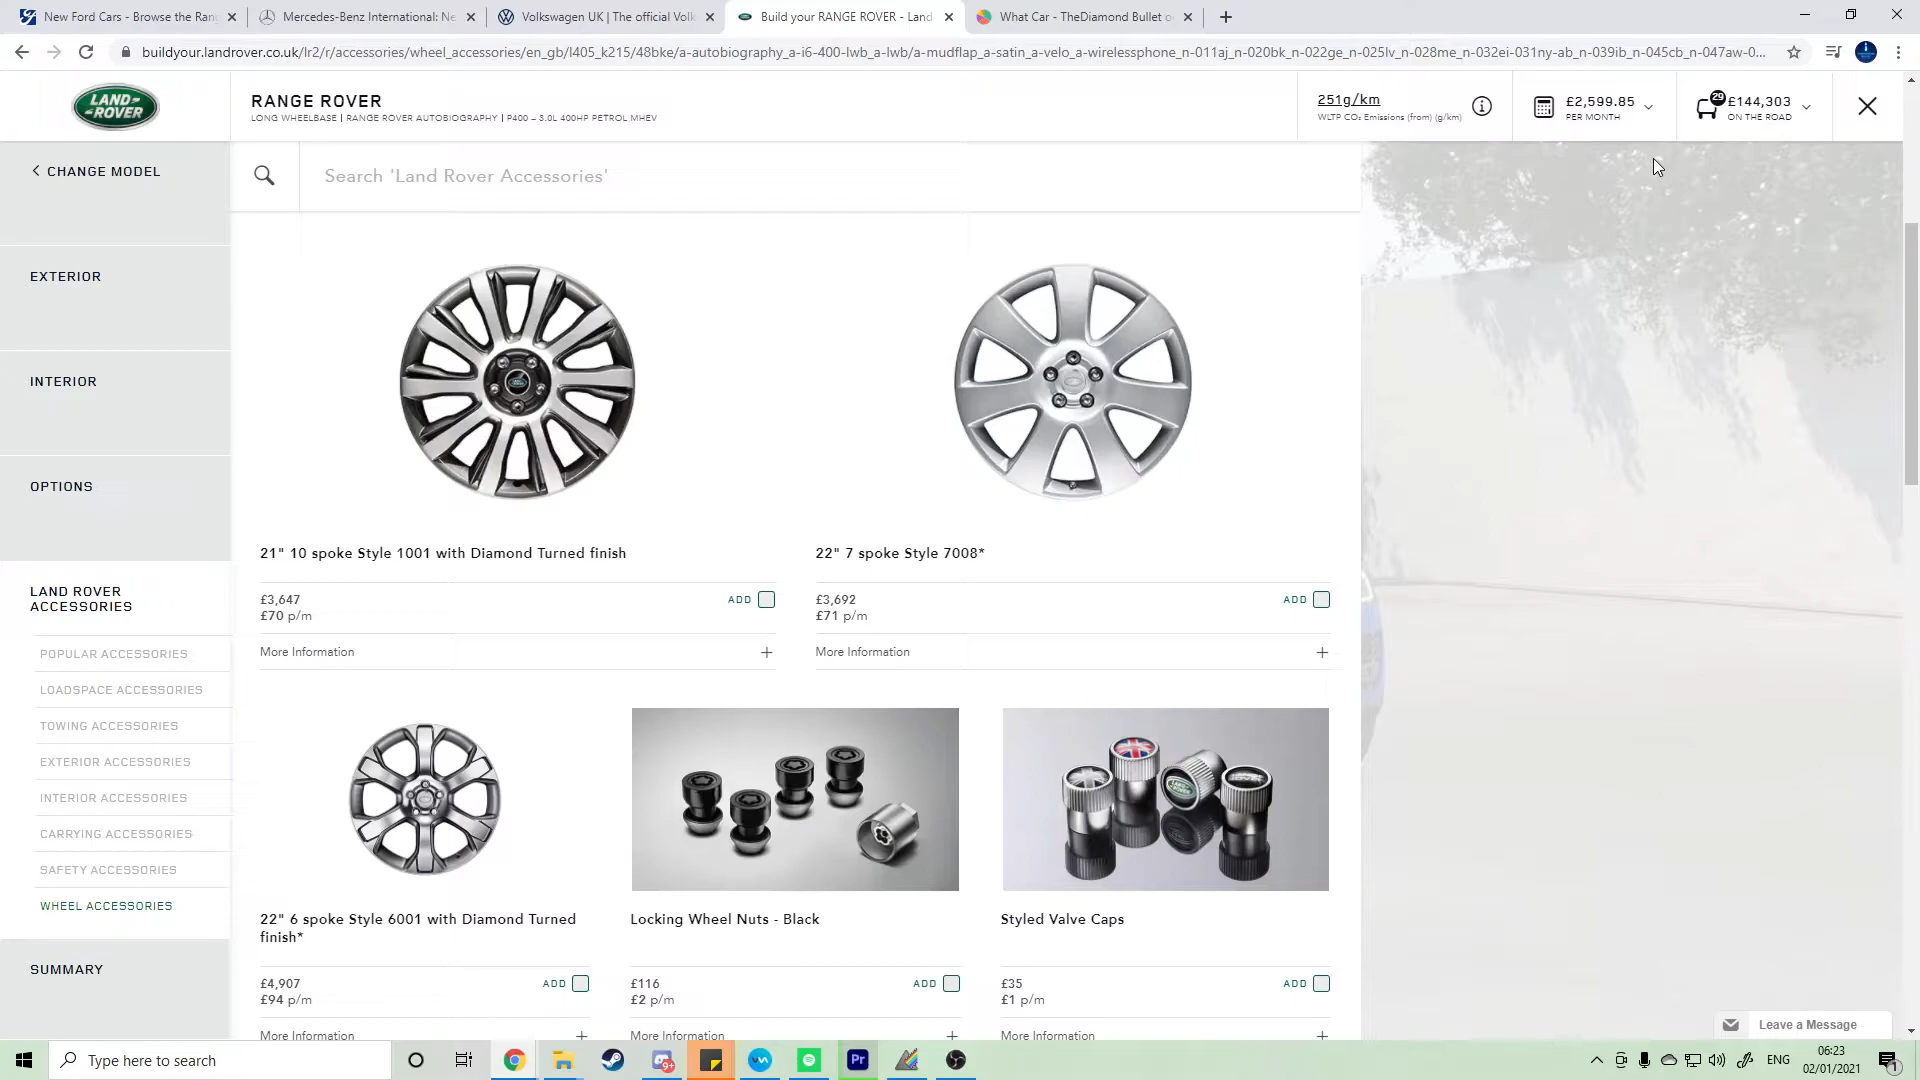 New Ford Cars - Browse the Ran
Mercedes-Benz International: Ne
Volkswagen UK | The official Volk
Build your RANGE ROVER - Land
What Car - TheDiamond Bullet o
buildyour.landrover.co.uk/lr2/r/accessories/wheel_accessories/en_gb/l405_k215/48bke/a-autobiography_a-i6-400-lwb_a-lwb/a-mudflap_a-satin_a-velo_a-wirelessphone_n-011aj_n-020bk_n-022ge_n-025lv_n-028me_n-032ei-031ny-ab_n-039ib_n-045cb_n-047aw-0...
LAND-
ROVER
RANGE ROVER
LONG WHEELBASE | RANGE ROVER AUTOBIOGRAPHY | P400 – 3.0L 400HP PETROL MHEV
251g/km
WLTP CO₂ Emissions (from) (g/km)
£2,599.85
PER MONTH
29
£144,303
ON THE ROAD
CHANGE MODEL
EXTERIOR
INTERIOR
OPTIONS
LAND ROVER
ACCESSORIES
POPULAR ACCESSORIES
LOADSPACE ACCESSORIES
TOWING ACCESSORIES
EXTERIOR ACCESSORIES
INTERIOR ACCESSORIES
CARRYING ACCESSORIES
SAFETY ACCESSORIES
WHEEL ACCESSORIES
SUMMARY
Search 'Land Rover Accessories'
21" 10 spoke Style 1001 with Diamond Turned finish
£3,647
£70 p/m
ADD
More Information
22" 7 spoke Style 7008*
£3,692
£71 p/m
ADD
More Information
22" 6 spoke Style 6001 with Diamond Turned
finish*
£4,907
£94 p/m
ADD
More Information
Locking Wheel Nuts - Black
£116
£2 p/m
ADD
More Information
Styled Valve Caps
£35
£1 p/m
ADD
More Information
Leave a Message
Type here to search
9+
Pr
ENG
06:23
02/01/2021
1